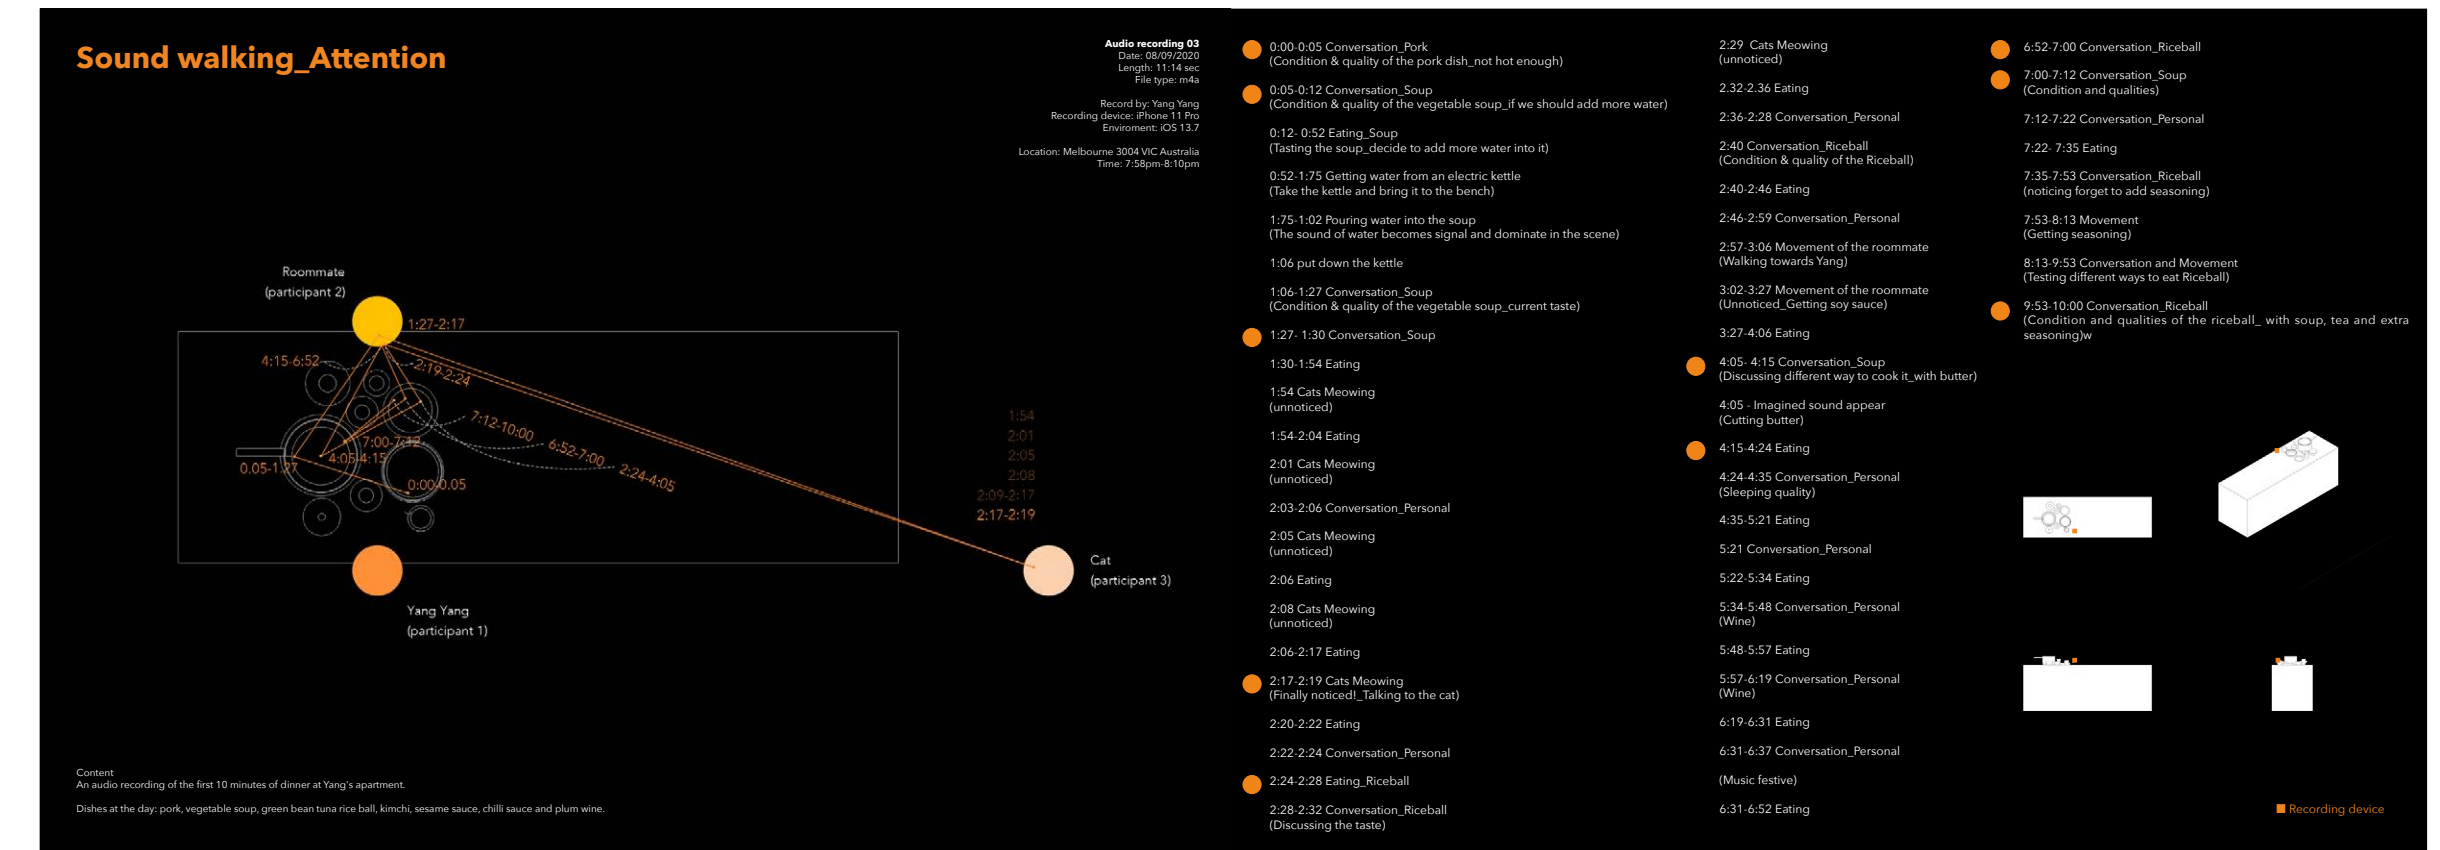 Sound walking_Attention
Audio recording 03
Date: 08/09/2020
Length: 11:14 sec
File type: m4a
Record by: Yang Yang
Recording device: iPhone 11 Pro
Enviroment: iOS 13.7
Location: Melbourne 3004 VIC Australia
Time: 7:58pm-8:10pm
Roommate
(participant 2)
1:27-2:17
4:15-6:52
2:19-2:24
7:12-10:00
6:52-7:00
2:24-4:05
7:00-7:12
4:05-4:15
0.05-1.27
0:00-0.05
1:54
2:01
2:05
2:08
2:09-2:17
2:17-2:19
Cat
(participant 3)
Yang Yang
(participant 1)
Content
An audio recording of the first 10 minutes of dinner at Yang's apartment.
Dishes at the day: pork, vegetable soup, green bean tuna rice ball, kimchi, sesame sauce, chilli sauce and plum wine.
0:00-0:05 Conversation_Pork
(Condition & quality of the pork dish_not hot enough)
0:05-0:12 Conversation_Soup
(Condition & quality of the vegetable soup_if we should add more water)
0:12- 0:52 Eating_Soup
(Tasting the soup_decide to add more water into it)
0:52-1:75 Getting water from an electric kettle
(Take the kettle and bring it to the bench)
1:75-1:02 Pouring water into the soup
(The sound of water becomes signal and dominate in the scene)
1:06 put down the kettle
1:06-1:27 Conversation_Soup
(Condition & quality of the vegetable soup_current taste)
1:27- 1:30 Conversation_Soup
1:30-1:54 Eating
1:54 Cats Meowing
(unnoticed)
1:54-2:04 Eating
2:01 Cats Meowing
(unnoticed)
2:03-2:06 Conversation_Personal
2:05 Cats Meowing
(unnoticed)
2:06 Eating
2:08 Cats Meowing
(unnoticed)
2:06-2:17 Eating
2:17-2:19 Cats Meowing
(Finally noticed!_Talking to the cat)
2:20-2:22 Eating
2:22-2:24 Conversation_Personal
2:24-2:28 Eating_Riceball
2:28-2:32 Conversation_Riceball
(Discussing the taste)
2:29 Cats Meowing
(unnoticed)
2.32-2.36 Eating
2:36-2:28 Conversation_Personal
2:40 Conversation_Riceball
(Condition & quality of the Riceball)
2:40-2:46 Eating
2:46-2:59 Conversation_Personal
2:57-3:06 Movement of the roommate
(Walking towards Yang)
3:02-3:27 Movement of the roommate
(Unnoticed_Getting soy sauce)
3:27-4:06 Eating
4:05- 4:15 Conversation_Soup
(Discussing different way to cook it_with butter)
4:05 - Imagined sound appear
(Cutting butter)
4:15-4:24 Eating
4:24-4:35 Conversation_Personal
(Sleeping quality)
4:35-5:21 Eating
5:21 Conversation_Personal
5:22-5:34 Eating
5:34-5:48 Conversation_Personal
(Wine)
5:48-5:57 Eating
5:57-6:19 Conversation_Personal
(Wine)
6:19-6:31 Eating
6:31-6:37 Conversation_Personal
(Music festive)
6:31-6:52 Eating
6:52-7:00 Conversation_Riceball
7:00-7:12 Conversation_Soup
(Condition and qualities)
7:12-7:22 Conversation_Personal
7:22- 7:35 Eating
7:35-7:53 Conversation_Riceball
(noticing forget to add seasoning)
7:53-8:13 Movement
(Getting seasoning)
8:13-9:53 Conversation and Movement
(Testing different ways to eat Riceball)
9:53-10:00 Conversation_Riceball
(Condition and qualities of the riceball_ with soup, tea and extra
seasoning)w
Recording device